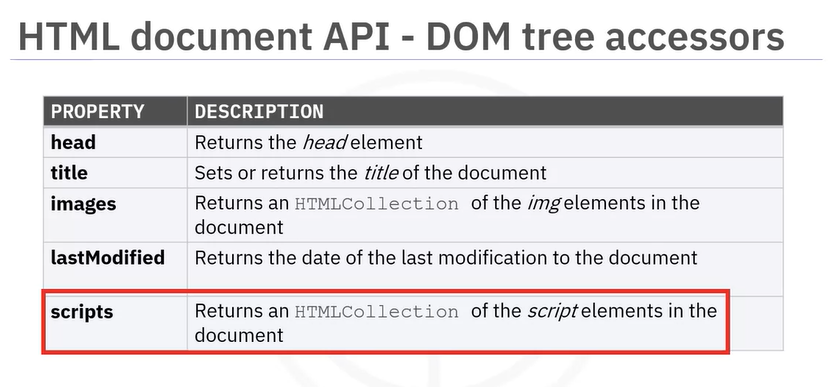 HTML document API - DOM tree accessors
PROPERTY DESCRIPTION
head Returns the head element
title Sets or returns the title of the document
images Returns an HTMLCollection of the img elements in the
document
lastModified Returns the date of the last modification to the document
scripts Returns an HTMLCollection of the script elements in the
document